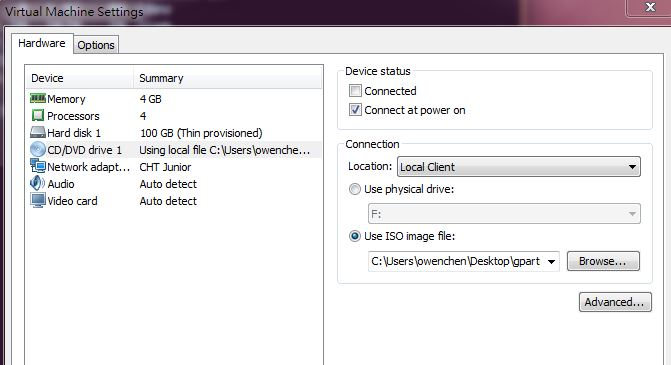 Virtual Machine Settings
Hardware
Options
Device Summary
Memory 4 GB
Processors 4
Hard disk 1 100 GB (Thin provisioned)
CD/DVD drive 1 Using local file C:\Users\owenche...
Network adapt... CHT Junior
Audio Auto detect
Video card Auto detect
Device status
Connected
Connect at power on
Connection
Location: Local Client
Use physical drive:
F:
Use ISO image file:
C:\Users\owenchen\Desktop\gpart Browse...
Advanced...